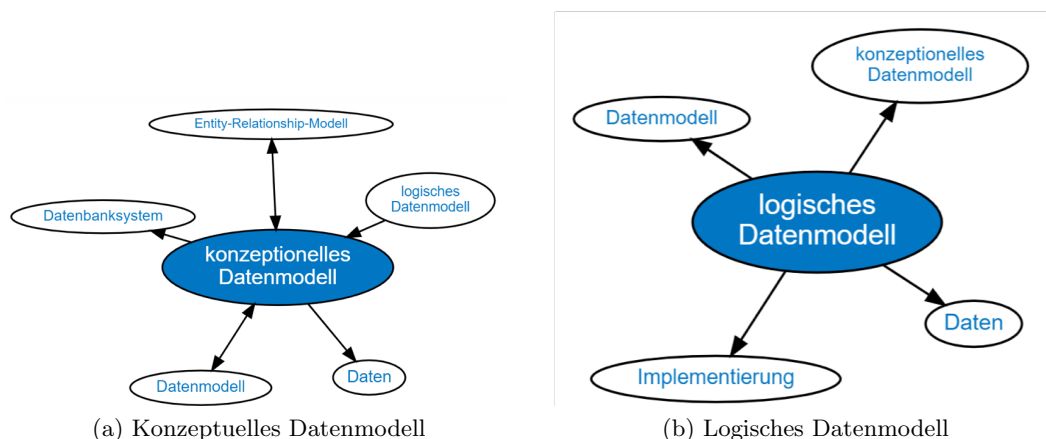 Entity-Relationship-Modell
logisches
Datenmodell
Datenbanksystem
konzeptionelles
Datenmodell
Datenmodell
Daten
(a) Konzeptuelles Datenmodell
konzeptionelles
Datenmodell
Datenmodell
logisches
Datenmodell
Daten
Implementierung
(b) Logisches Datenmodell